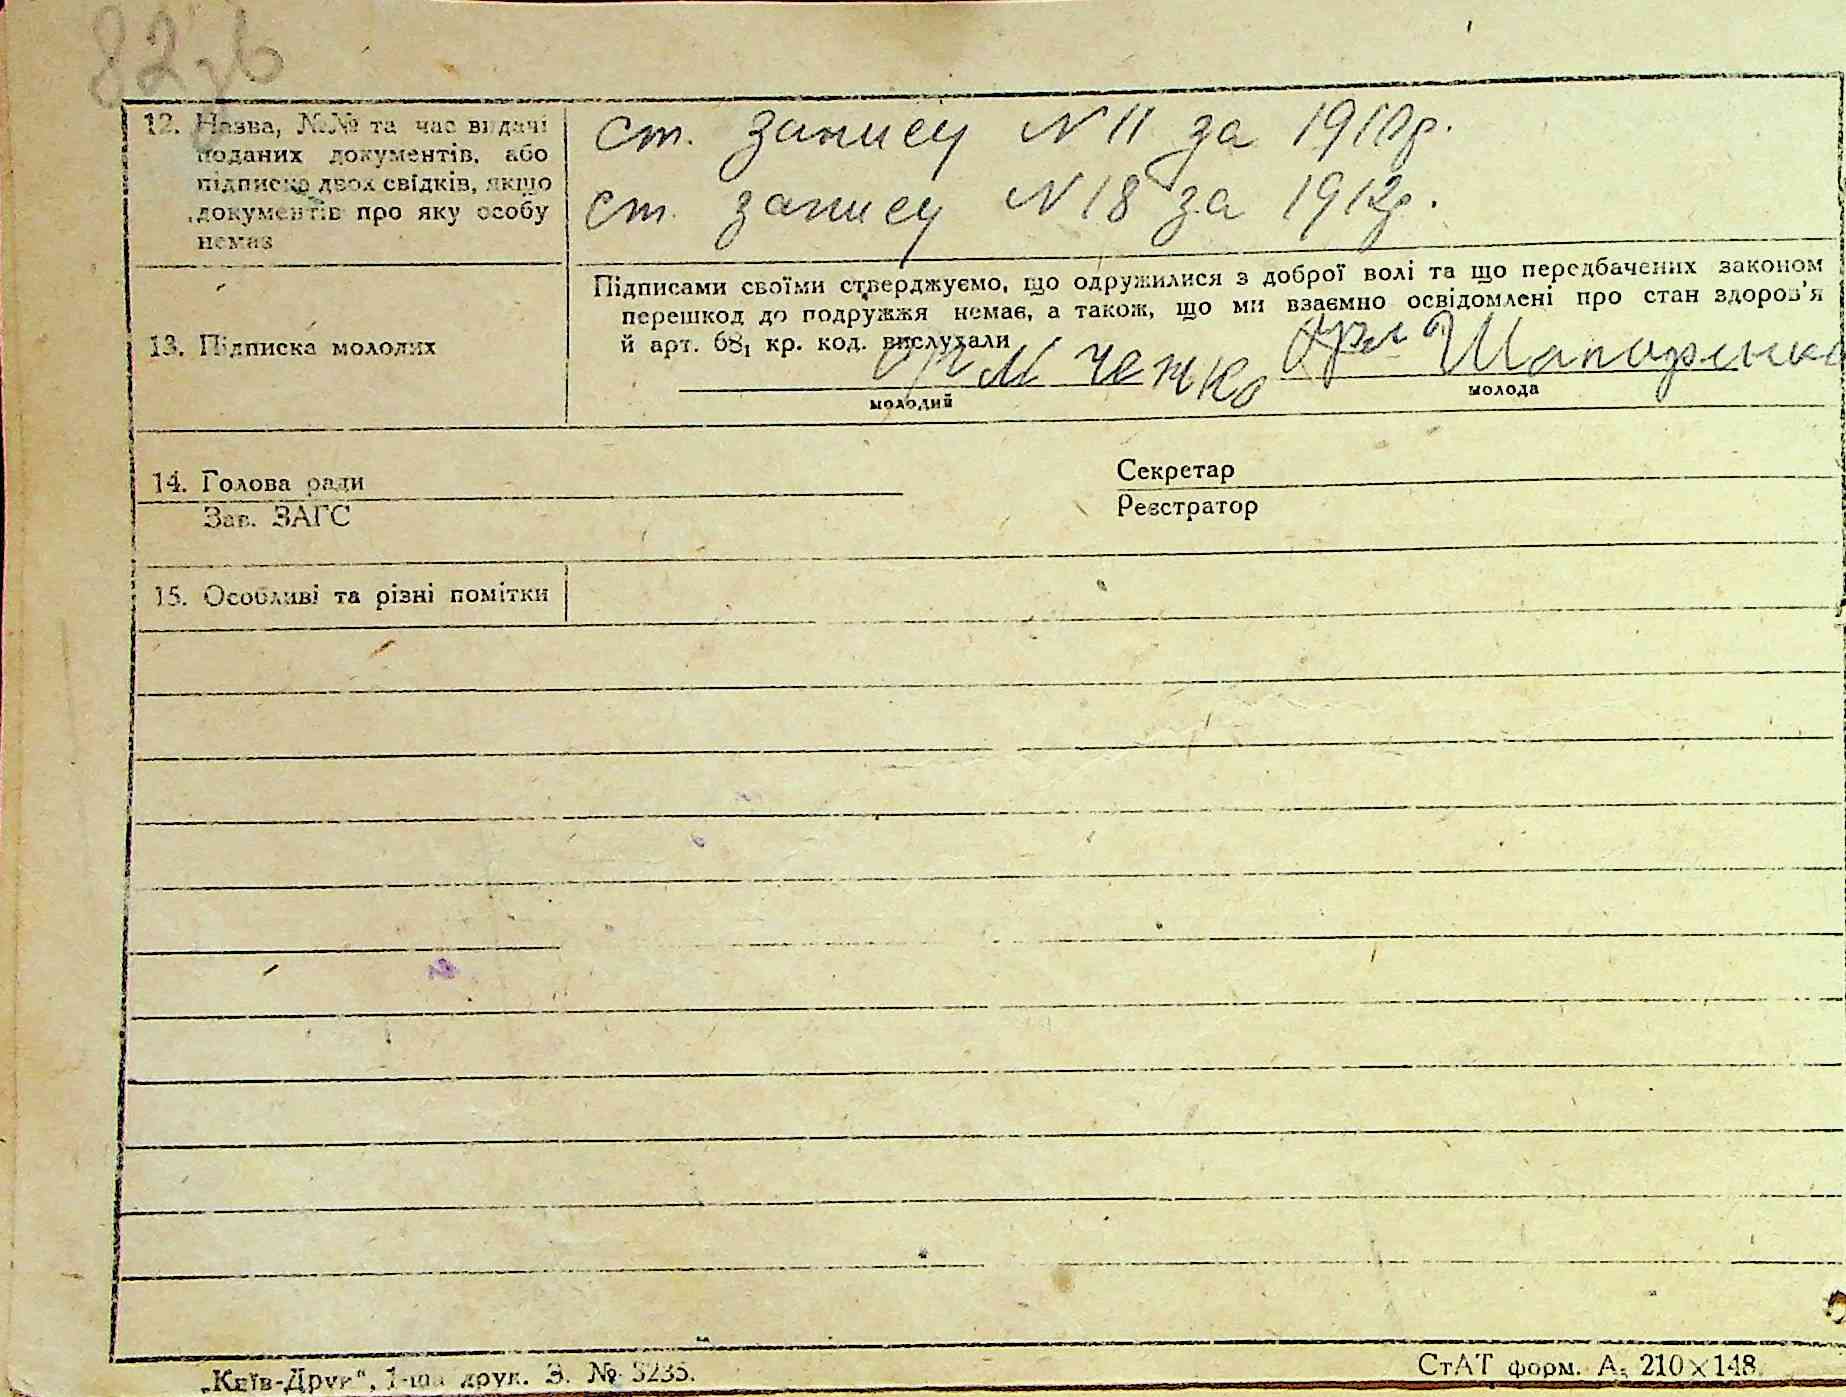 82зв
12. Назва, №№ та час видачі
поданих документів, або
підписка двох свідків, якщо
документів про яку особу
немає
ст. запису N 11 за 1910р.
ст. запису N 18 за 1912р.
13. Підписка молодих
Підписами своїми стверджуємо, що одружилися з доброї волі та що передбачених законом
перешкод до подружжя немає, а також, що ми взаємно освідомлені про стан здоров'я
й арт. 68₁ кр. код. вислухали
Шапаренко
молодий
молода
14. Голова ради
Секретар
Зав. ЗАГС
Реєстратор
15. Особливі та різні помітки
„Київ-Друк", 1-ша друк. З. № 5235.
СтАТ форм. А₅ 210×148.